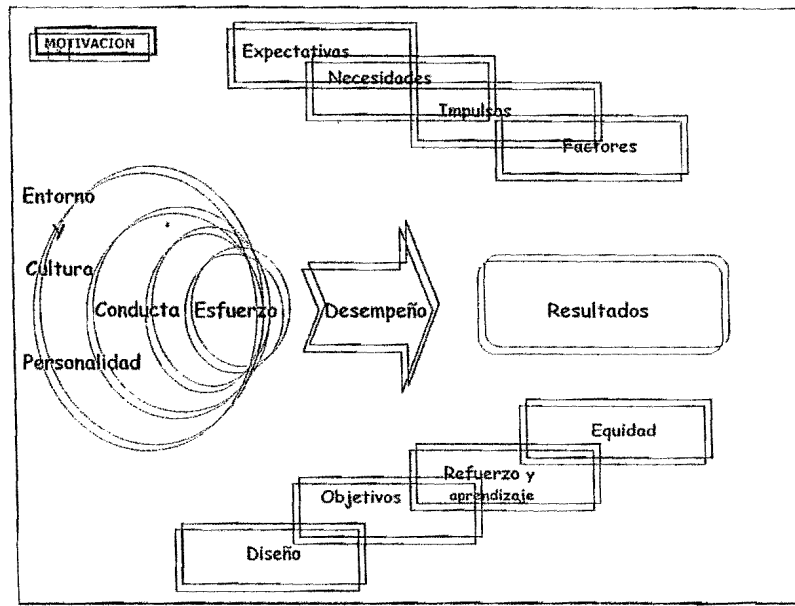 MOTIVACION
Expectativas
Necesidades
Impulsos
Factores
Entorno
y
Cultura
Conducta
Esfuerzo
Desempeño
Resultados
Personalidad
Equidad
Refuerzo y
aprendizaje
Objetivos
Diseño